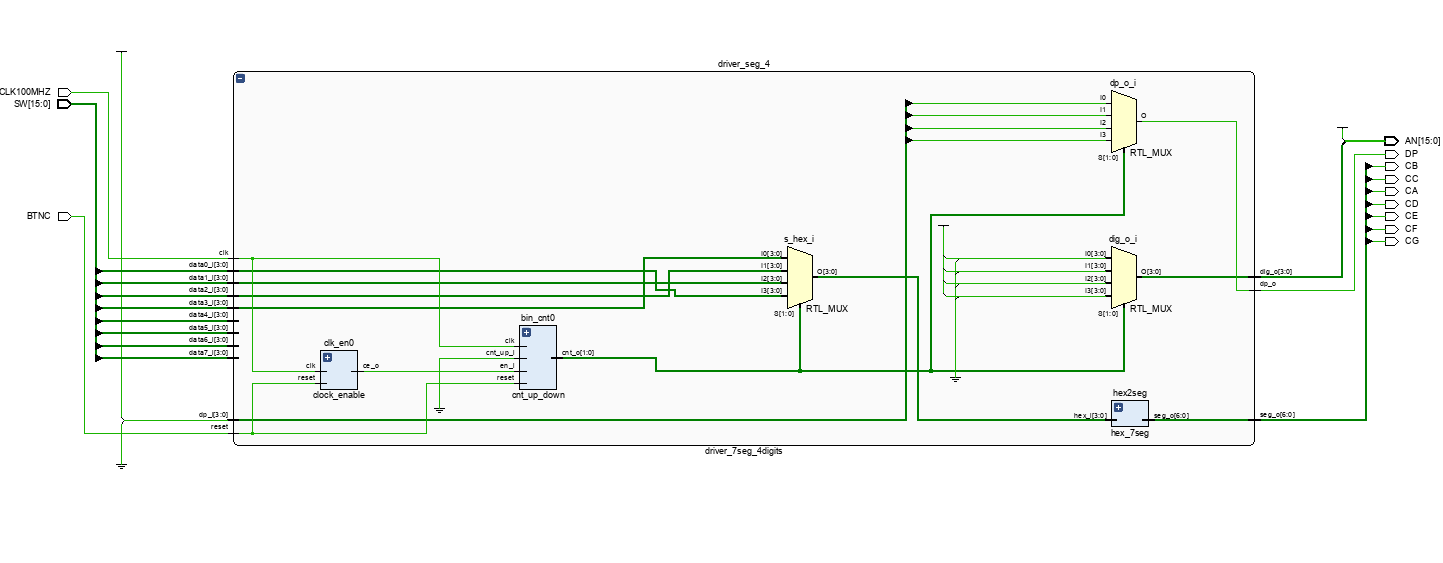 driver_seg_4
CLK100MHZ
SW[15:0]
BTNC
clk
data0_i[3:0]
data1_i[3:0]
data2_i[3:0]
data3_i[3:0]
data4_i[3:0]
data5_i[3:0]
data6_i[3:0]
data7_i[3:0]
dp_i[3:0]
reset
clk_en0
clk
reset
ce_o
clock_enable
bin_cnt0
clk
cnt_up_i
en_i
reset
cnt_o[1:0]
cnt_up_down
s_hex_i
I0[3:0]
I1[3:0]
I2[3:0]
I3[3:0]
O[3:0]
S[1:0]
RTL_MUX
dp_o_i
I0
I1
I2
I3
O
S[1:0]
RTL_MUX
dig_o_i
I0[3:0]
I1[3:0]
I2[3:0]
I3[3:0]
O[3:0]
S[1:0]
RTL_MUX
hex2seg
hex_i[3:0]
seg_o[6:0]
hex_7seg
dig_o[3:0]
dp_o
seg_o[6:0]
AN[15:0]
DP
CB
CC
CA
CD
CE
CF
CG
driver_7seg_4digits